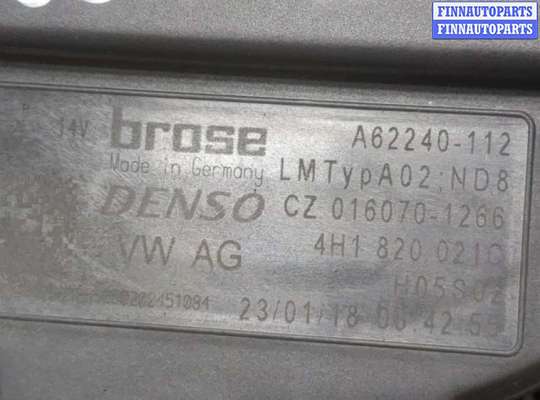 FINNAUTOPARTS
FINNAUTOPARTS
14V brose A62240-112
Made in Germany LMTypA02:ND8
DENSO CZ 016070-1266
VW AG 4H1 820 021C
H05S02
0202451084 23/01/18 00:42:55